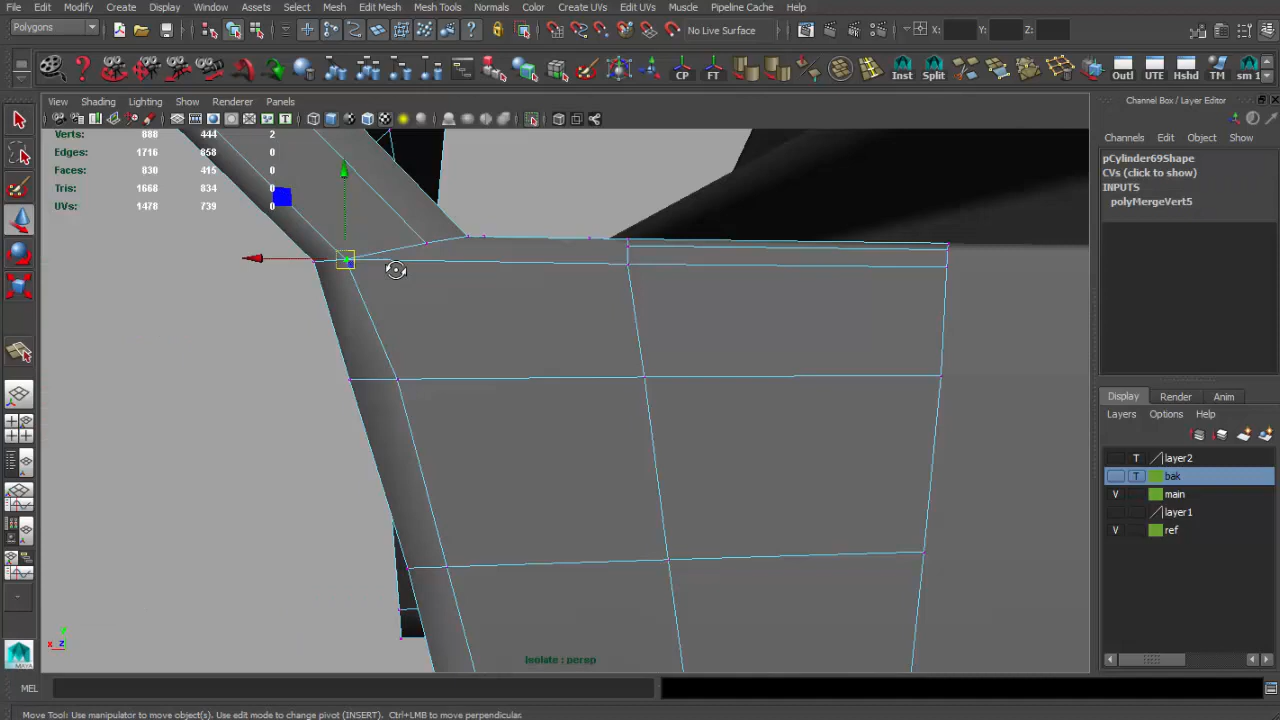 File Edit Modify Create Display Window Assets Select Mesh Edit Mesh Mesh Tools Normals Color Create UVs Edit UVs Muscle Pipeline Cache Help
Polygons No Live Surface X: Y: Z:
CP FT Inst Split Outl UTE Hshd TM sm 1
View Shading Lighting Show Renderer Panels
Channel Box / Layer Editor
Channels Edit Object Show
Verts: 888 444 2
Edges: 1716 858 0
Faces: 830 415 0
Tris: 1668 834 0
UVs: 1478 739 0
pCylinder69Shape
CVs (click to show)
INPUTS
polyMergeVert5
Display Render Anim
Layers Options Help
T layer2
T bak
V main
layer1
V ref
y
x z
Isolate : persp
MAYA
MEL
Move Tool: Use manipulator to move object(s). Use edit mode to change pivot (INSERT). Ctrl+LMB to move perpendicular.